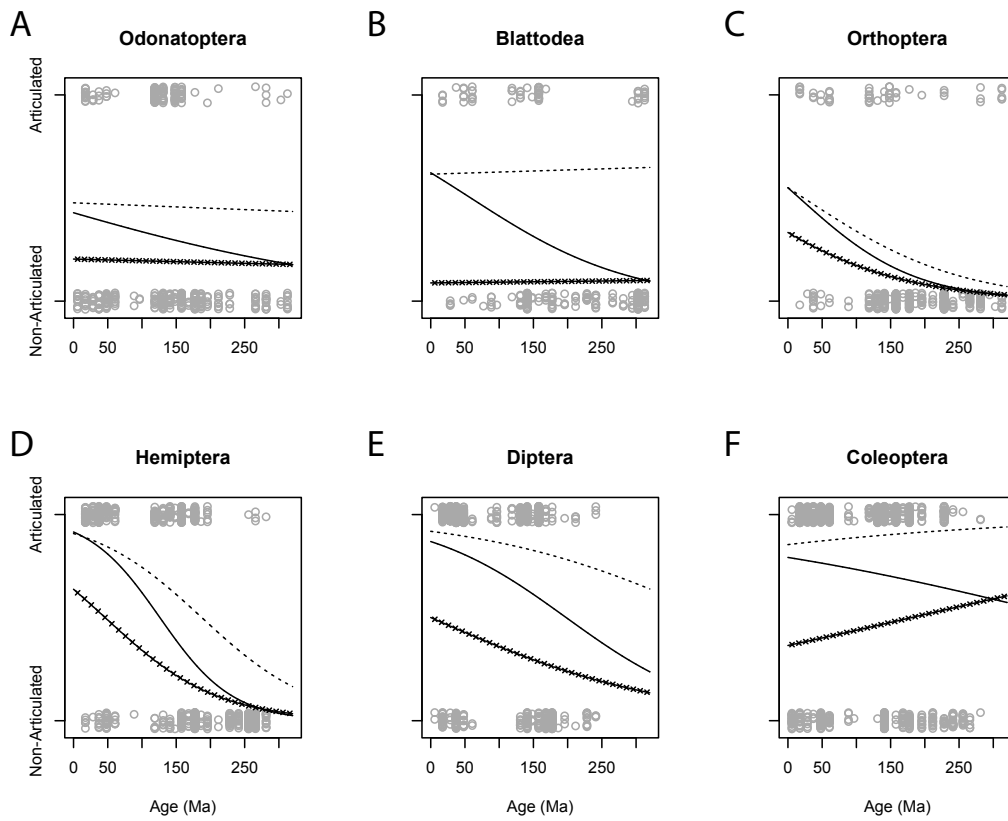 A
Odonatoptera
Articulated
Non-Articulated
0 50 150 250
B
Blattodea
0 50 150 250
C
Orthoptera
0 50 150 250
D
Hemiptera
Articulated
Non-Articulated
0 50 150 250
Age (Ma)
E
Diptera
0 50 150 250
Age (Ma)
F
Coleoptera
0 50 150 250
Age (Ma)